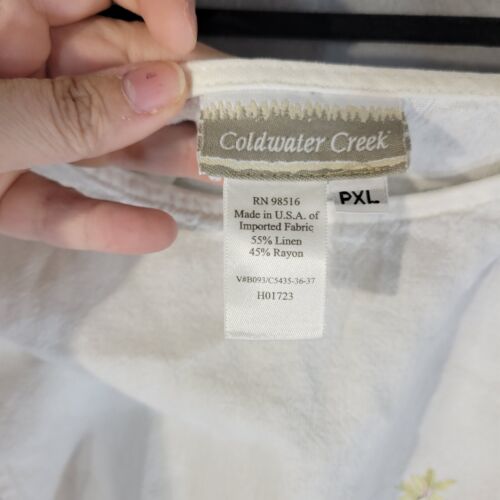 Coldwater Creek
PXL
RN 98516
Made in U.S.A. of
Imported Fabric
55% Linen
45% Rayon
V#B093/C5435-36-37
H01723